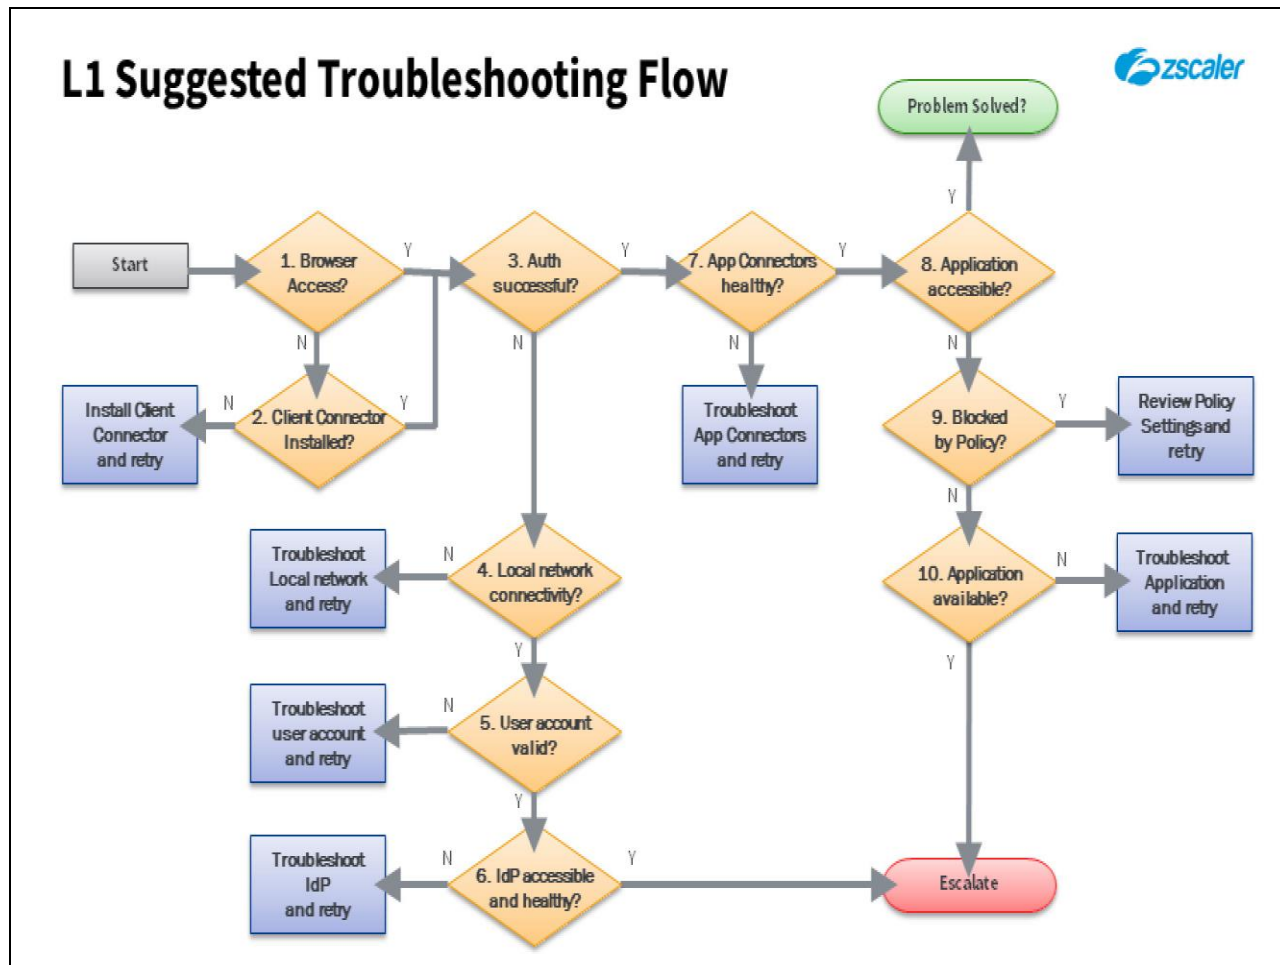 L1 Suggested Troubleshooting Flow
zscaler
Problem Solved?
Y
Start
1. Browser
Access?
Y
3. Auth
successful?
Y
7. App Connectors
healthy?
Y
8. Application
accessible?
N
N
N
N
Install Client
Connector
and retry
N
2. Client Connector
Installed?
Y
Troubleshoot
App Connectors
and retry
9. Blocked
by Policy?
Y
Review Policy
Settings and
retry
N
Troubleshoot
Local network
and retry
N
4. Local network
connectivity?
10. Application
available?
N
Troubleshoot
Application
and retry
Y
Y
Troubleshoot
user account
and retry
N
5. User account
valid?
Y
Troubleshoot
IdP
and retry
N
6. IdP accessible
and healthy?
Y
Escalate